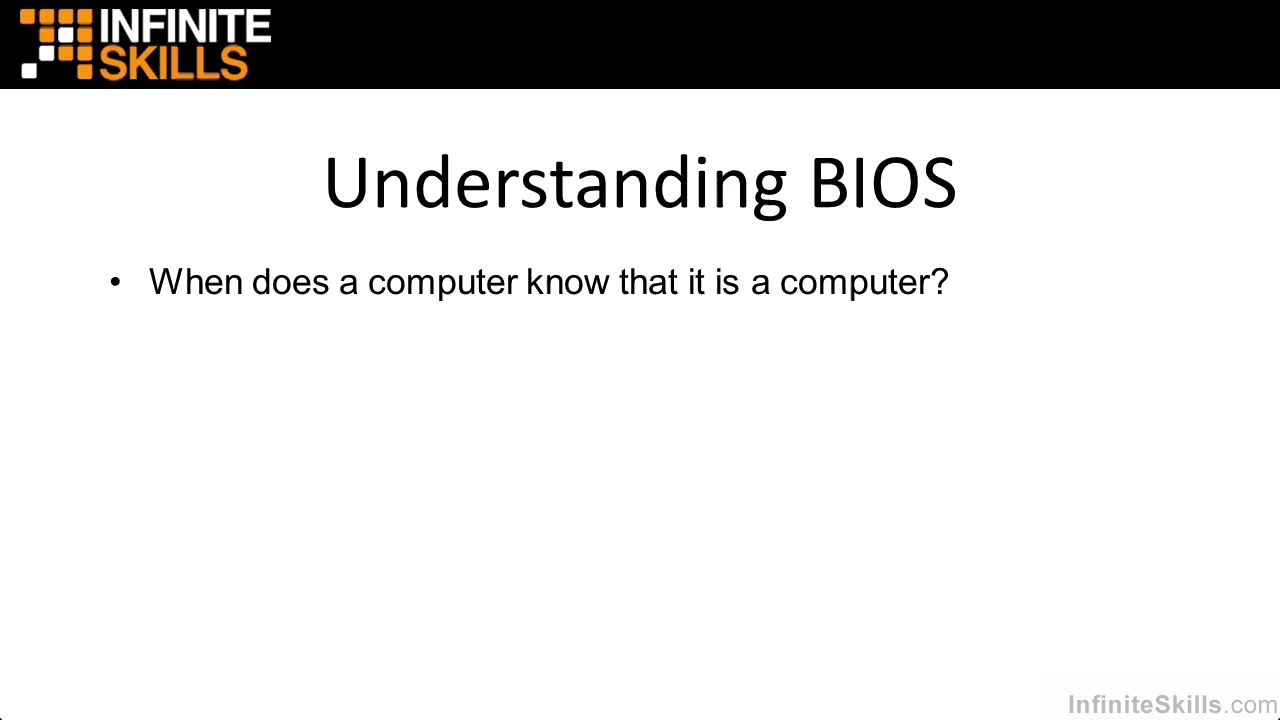 INFINITE
SKILLS
Understanding BIOS
• When does a computer know that it is a computer?
InfiniteSkills.com